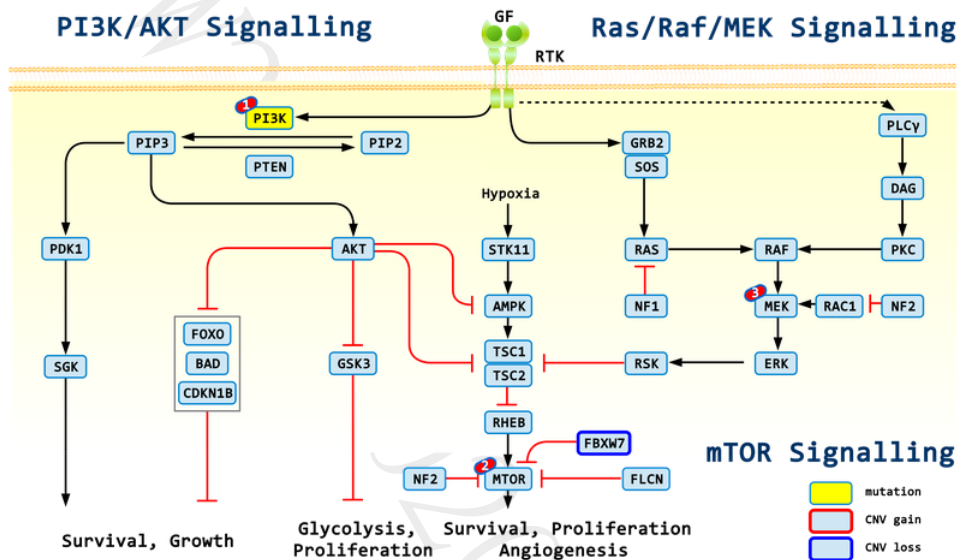 PI3K/AKT Signalling
GF
Ras/Raf/MEK Signalling
RTK
1
PI3K
PLCγ
PIP3
PIP2
GRB2
PTEN
SOS
DAG
Hypoxia
PDK1
AKT
STK11
RAS
RAF
PKC
3
AMPK
NF1
MEK
RAC1
NF2
FOXO
TSC1
SGK
BAD
GSK3
RSK
ERK
TSC2
CDKN1B
RHEB
FBXW7
mTOR Signalling
2
NF2
MTOR
FLCN
mutation
CNV gain
CNV loss
Survival, Growth
Glycolysis,
Proliferation
Survival, Proliferation
Angiogenesis